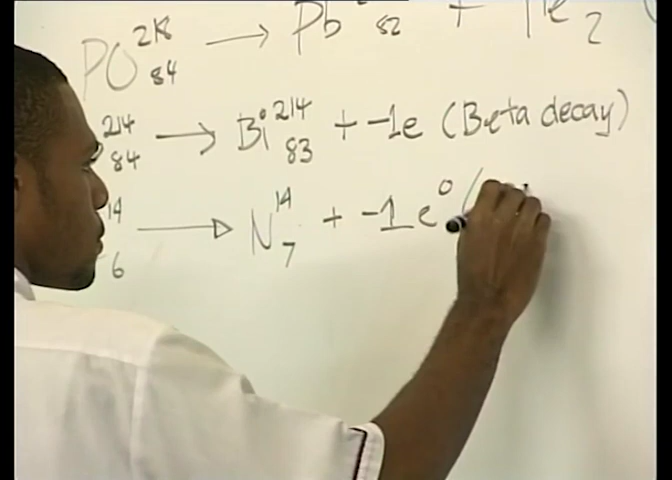 PO 218 84 → Pb 82 + He 2
214 84 → Bi 214 83 + -1e (Beta decay)
14 6 → N 14 7 + -1 e 0 (